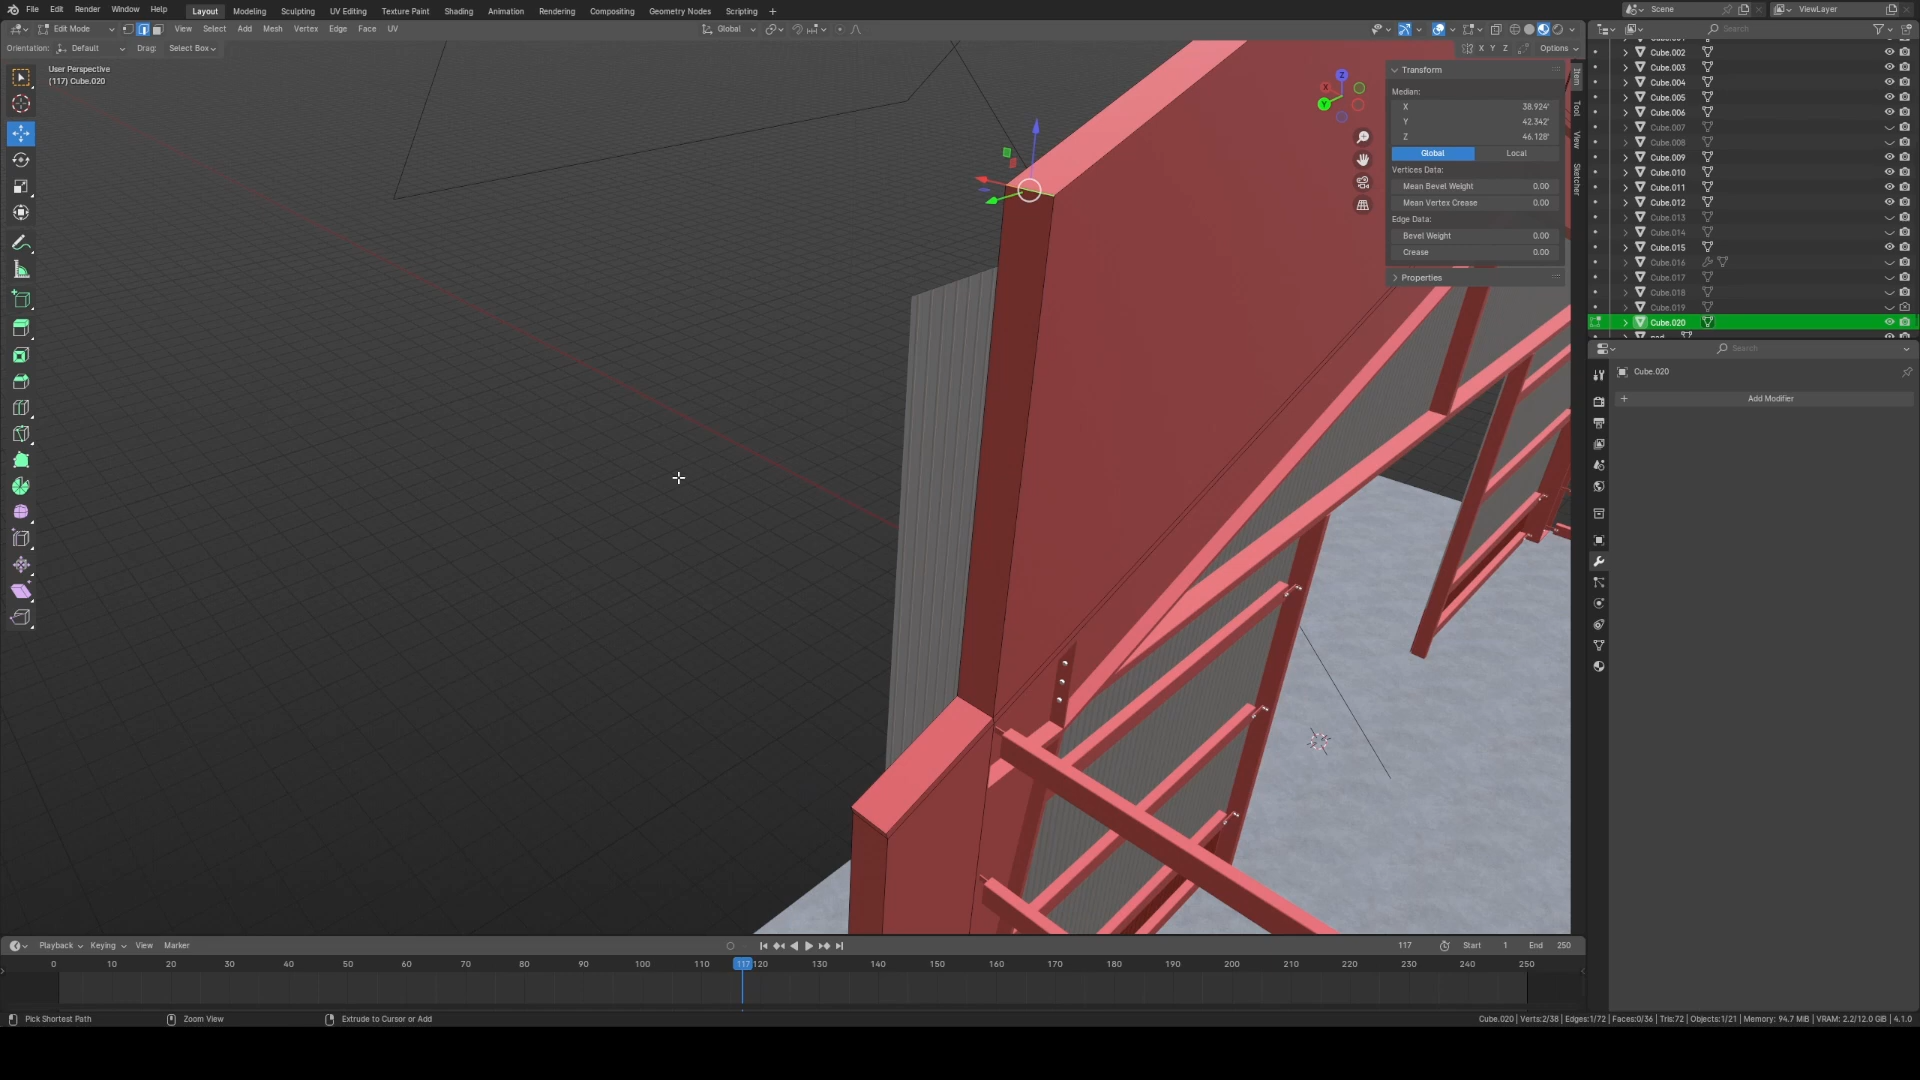 File Edit Render Window Help Layout Modeling Sculpting UV Editing Texture Paint Shading Animation Rendering Compositing Geometry Nodes Scripting + Scene ViewLayer
Edit Mode View Select Add Mesh Vertex Edge Face UV Global Search
Orientation: Default Drag: Select Box X Y Z Options
User Perspective
(117) Cube.020
Z
X
Y
Transform
Median:
X 38.924'
Y 42.342'
Z 46.128'
Global Local
Vertices Data:
Mean Bevel Weight 0.00
Mean Vertex Crease 0.00
Edge Data:
Bevel Weight 0.00
Crease 0.00
Properties
Item
Tool
View
Sketcher
Cube.002
Cube.003
Cube.004
Cube.005
Cube.006
Cube.007
Cube.008
Cube.009
Cube.010
Cube.011
Cube.012
Cube.013
Cube.014
Cube.015
Cube.016
Cube.017
Cube.018
Cube.019
Cube.020
Search
Cube.020
+ Add Modifier
Playback Keying View Marker 117 Start 1 End 250
0 10 20 30 40 50 60 70 80 90 100 110 117 120 130 140 150 160 170 180 190 200 210 220 230 240 250
Pick Shortest Path Zoom View Extrude to Cursor or Add Cube.020 | Verts:2/38 | Edges:1/72 | Faces:0/36 | Tris:72 | Objects:1/21 | Memory: 94.7 MiB | VRAM: 2.2/12.0 GiB | 4.1.0